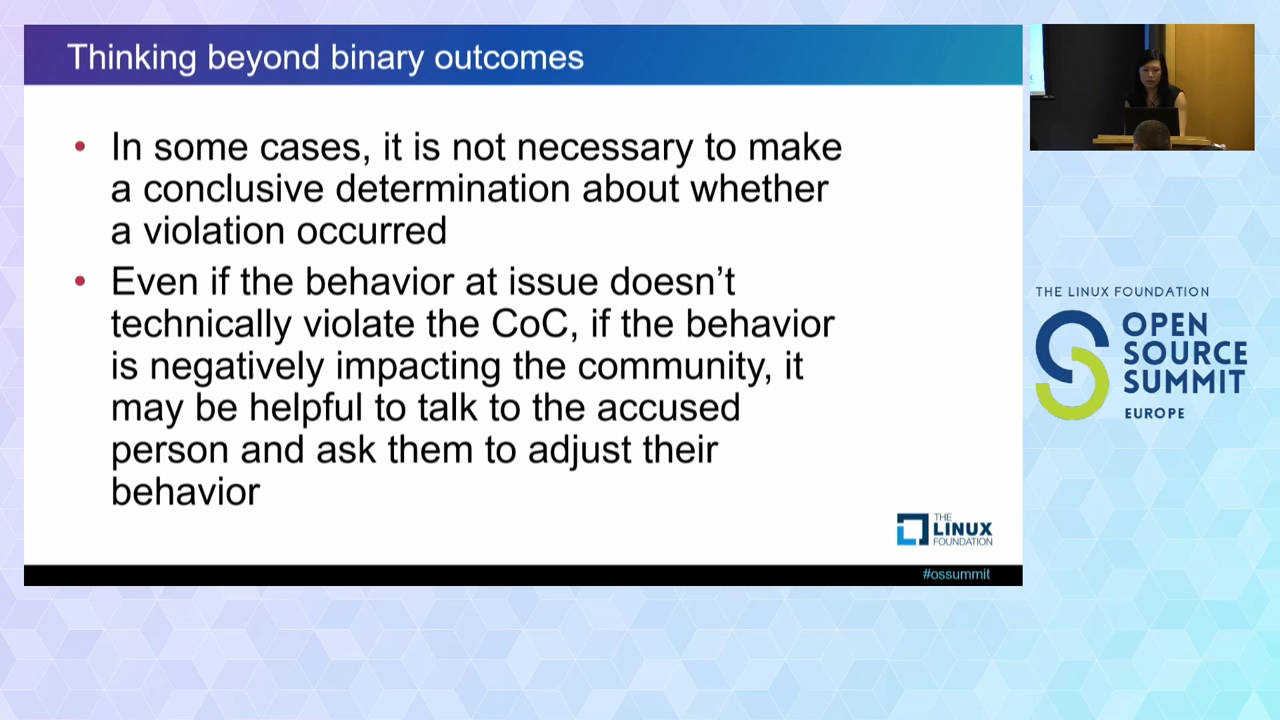 Thinking beyond binary outcomes
• In some cases, it is not necessary to make
a conclusive determination about whether
a violation occurred
• Even if the behavior at issue doesn’t
technically violate the CoC, if the behavior
is negatively impacting the community, it
may be helpful to talk to the accused
person and ask them to adjust their
behavior
THE
LINUX
FOUNDATION
#ossummit
THE LINUX FOUNDATION
OPEN
SOURCE
SUMMIT
EUROPE